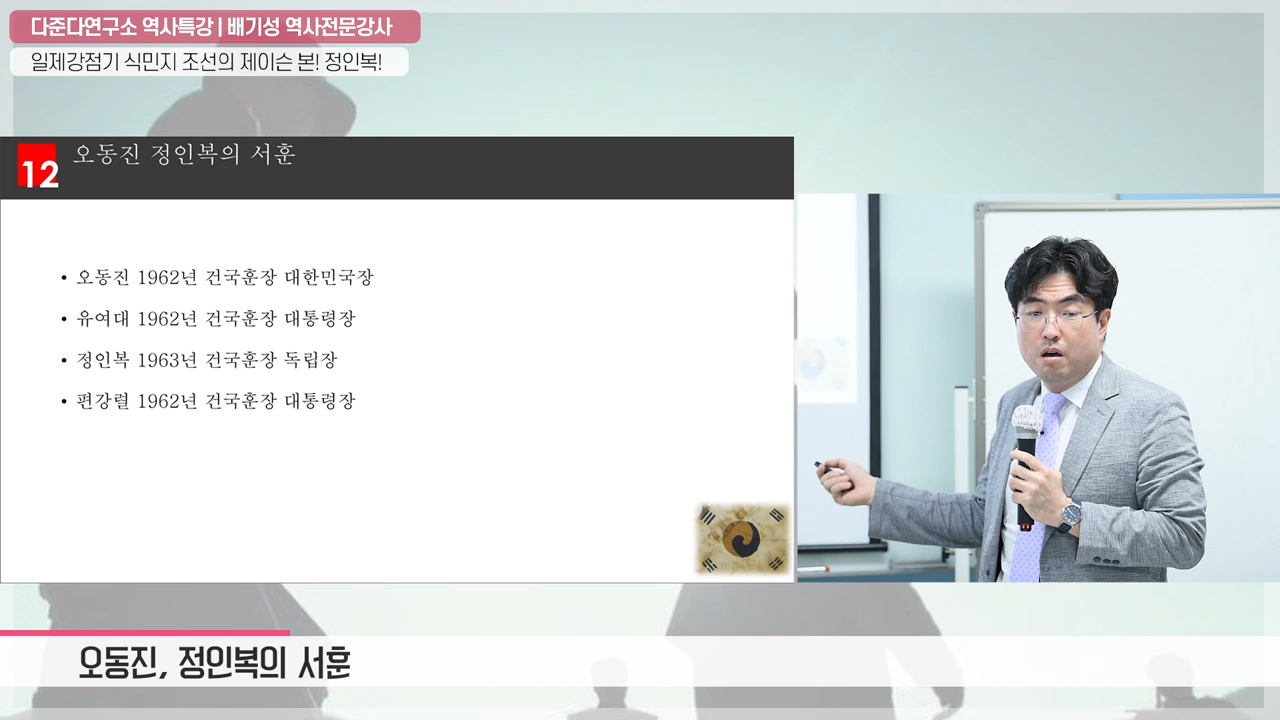 다준다연구소 역사특강 | 배기성 역사전문강사
일제강점기 식민지 조선의 제이슨 본! 정인복!
12 오동진 정인복의 서훈
• 오동진 1962년 건국훈장 대한민국장
• 유여대 1962년 건국훈장 대통령장
• 정인복 1963년 건국훈장 독립장
• 편강렬 1962년 건국훈장 대통령장
오동진, 정인복의 서훈